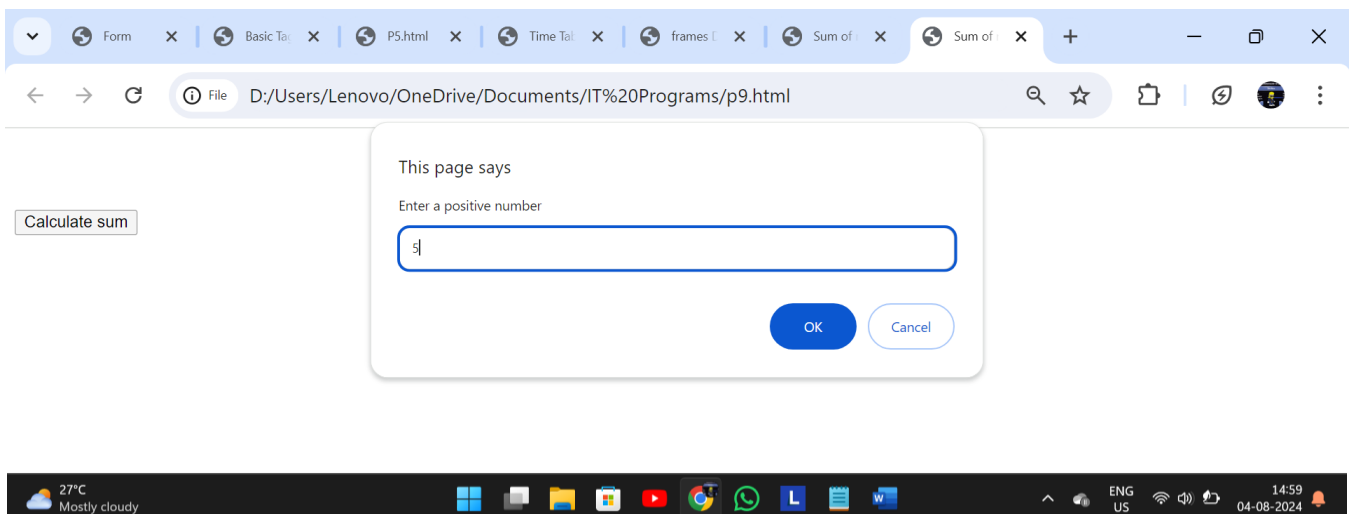 Form
Basic Tag
P5.html
Time Tal
frames D
Sum of
Sum of
File D:/Users/Lenovo/OneDrive/Documents/IT%20Programs/p9.html
This page says
Enter a positive number
Calculate sum
5
OK
Cancel
27°C
Mostly cloudy
L
W
ENG
US
14:59
04-08-2024